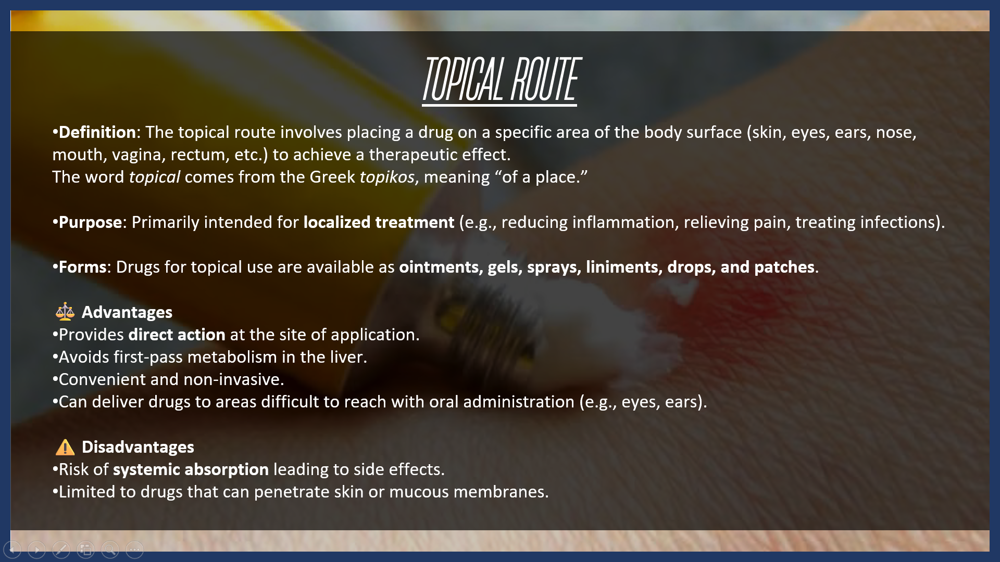 TOPICAL ROUTE
•Definition: The topical route involves placing a drug on a specific area of the body surface (skin, eyes, ears, nose,
mouth, vagina, rectum, etc.) to achieve a therapeutic effect.
The word topical comes from the Greek topikos, meaning “of a place.”
•Purpose: Primarily intended for localized treatment (e.g., reducing inflammation, relieving pain, treating infections).
•Forms: Drugs for topical use are available as ointments, gels, sprays, liniments, drops, and patches.
⚖️ Advantages
•Provides direct action at the site of application.
•Avoids first-pass metabolism in the liver.
•Convenient and non-invasive.
•Can deliver drugs to areas difficult to reach with oral administration (e.g., eyes, ears).
⚠️ Disadvantages
•Risk of systemic absorption leading to side effects.
•Limited to drugs that can penetrate skin or mucous membranes.